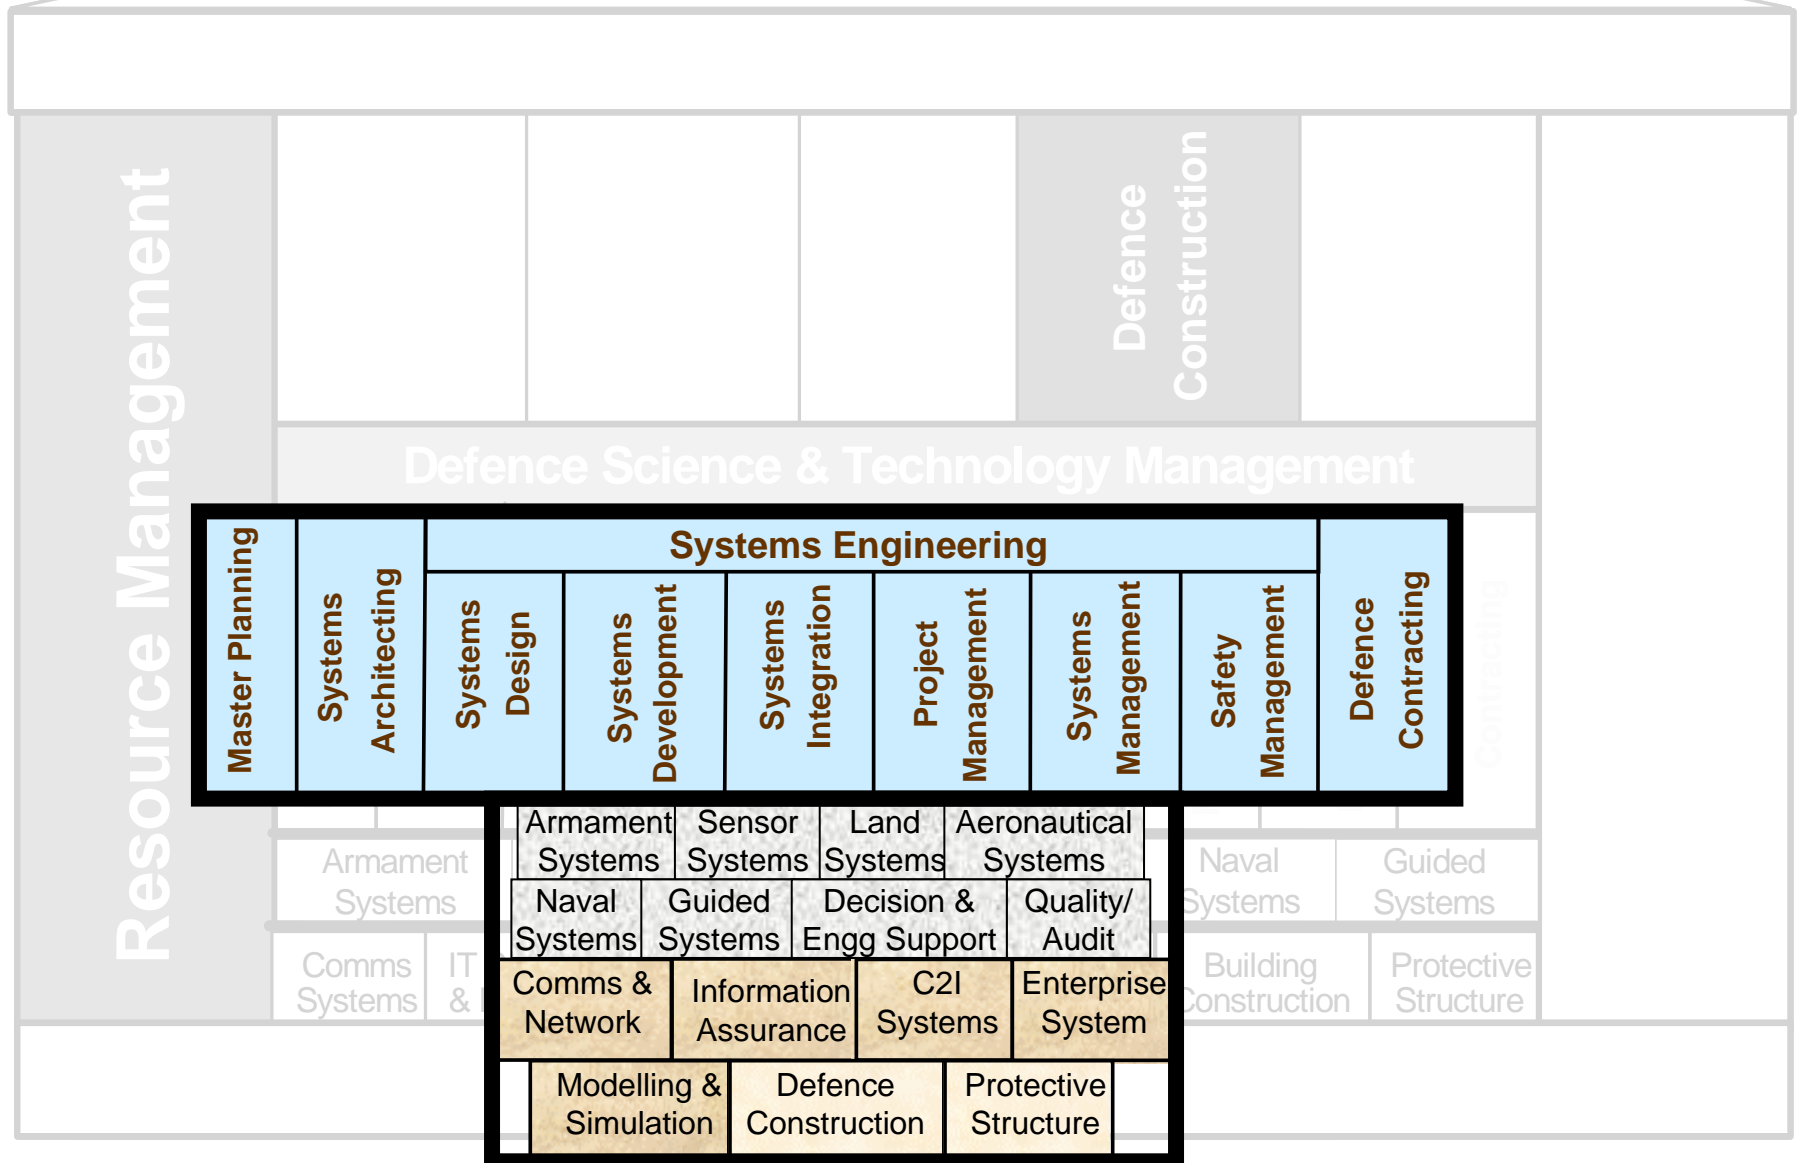 Resource Management
Defence
Construction
Defence Science & Technology Management
Master Planning
Systems
Architecting
Systems Engineering
Systems
Design
Systems
Development
Systems
Integration
Project
Management
Systems
Management
Safety
Management
Defence
Contracting
Contracting
Armament
Systems
Sensor
Systems
Land
Systems
Aeronautical
Systems
Naval
Systems
Guided
Systems
Decision &
Engg Support
Quality/
Audit
Comms &
Network
Information
Assurance
C2I
Systems
Enterprise
System
Modelling &
Simulation
Defence
Construction
Protective
Structure
Armament
Systems
Naval
Systems
Guided
Systems
Comms
Systems
IT
&
Building
Construction
Protective
Structure